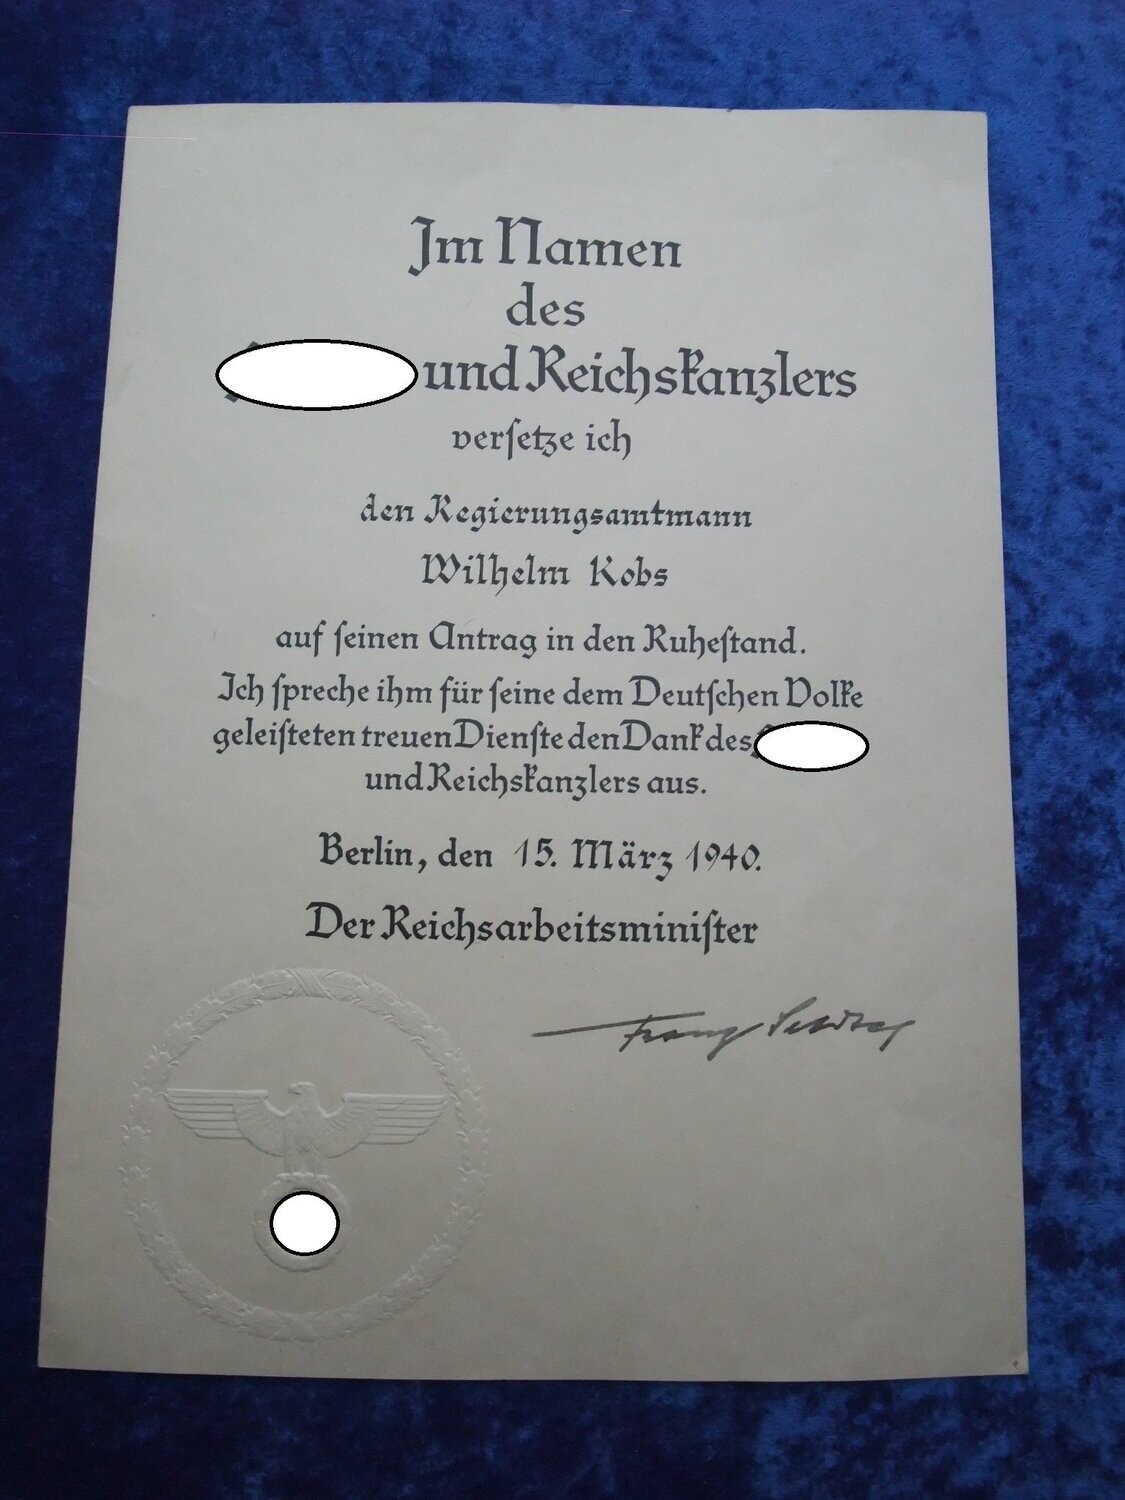 Im Namen
des
und Reichskanzlers
versetze ich
den Regierungsamtmann
Wilhelm Kobs
auf seinen Antrag in den Ruhestand.
Ich spreche ihm für seine dem Deutschen Volke
geleisteten treuen Dienste den Dank des
und Reichskanzlers aus.
Berlin, den 15. März 1940.
Der Reichsarbeitsminister
Franz Seldte